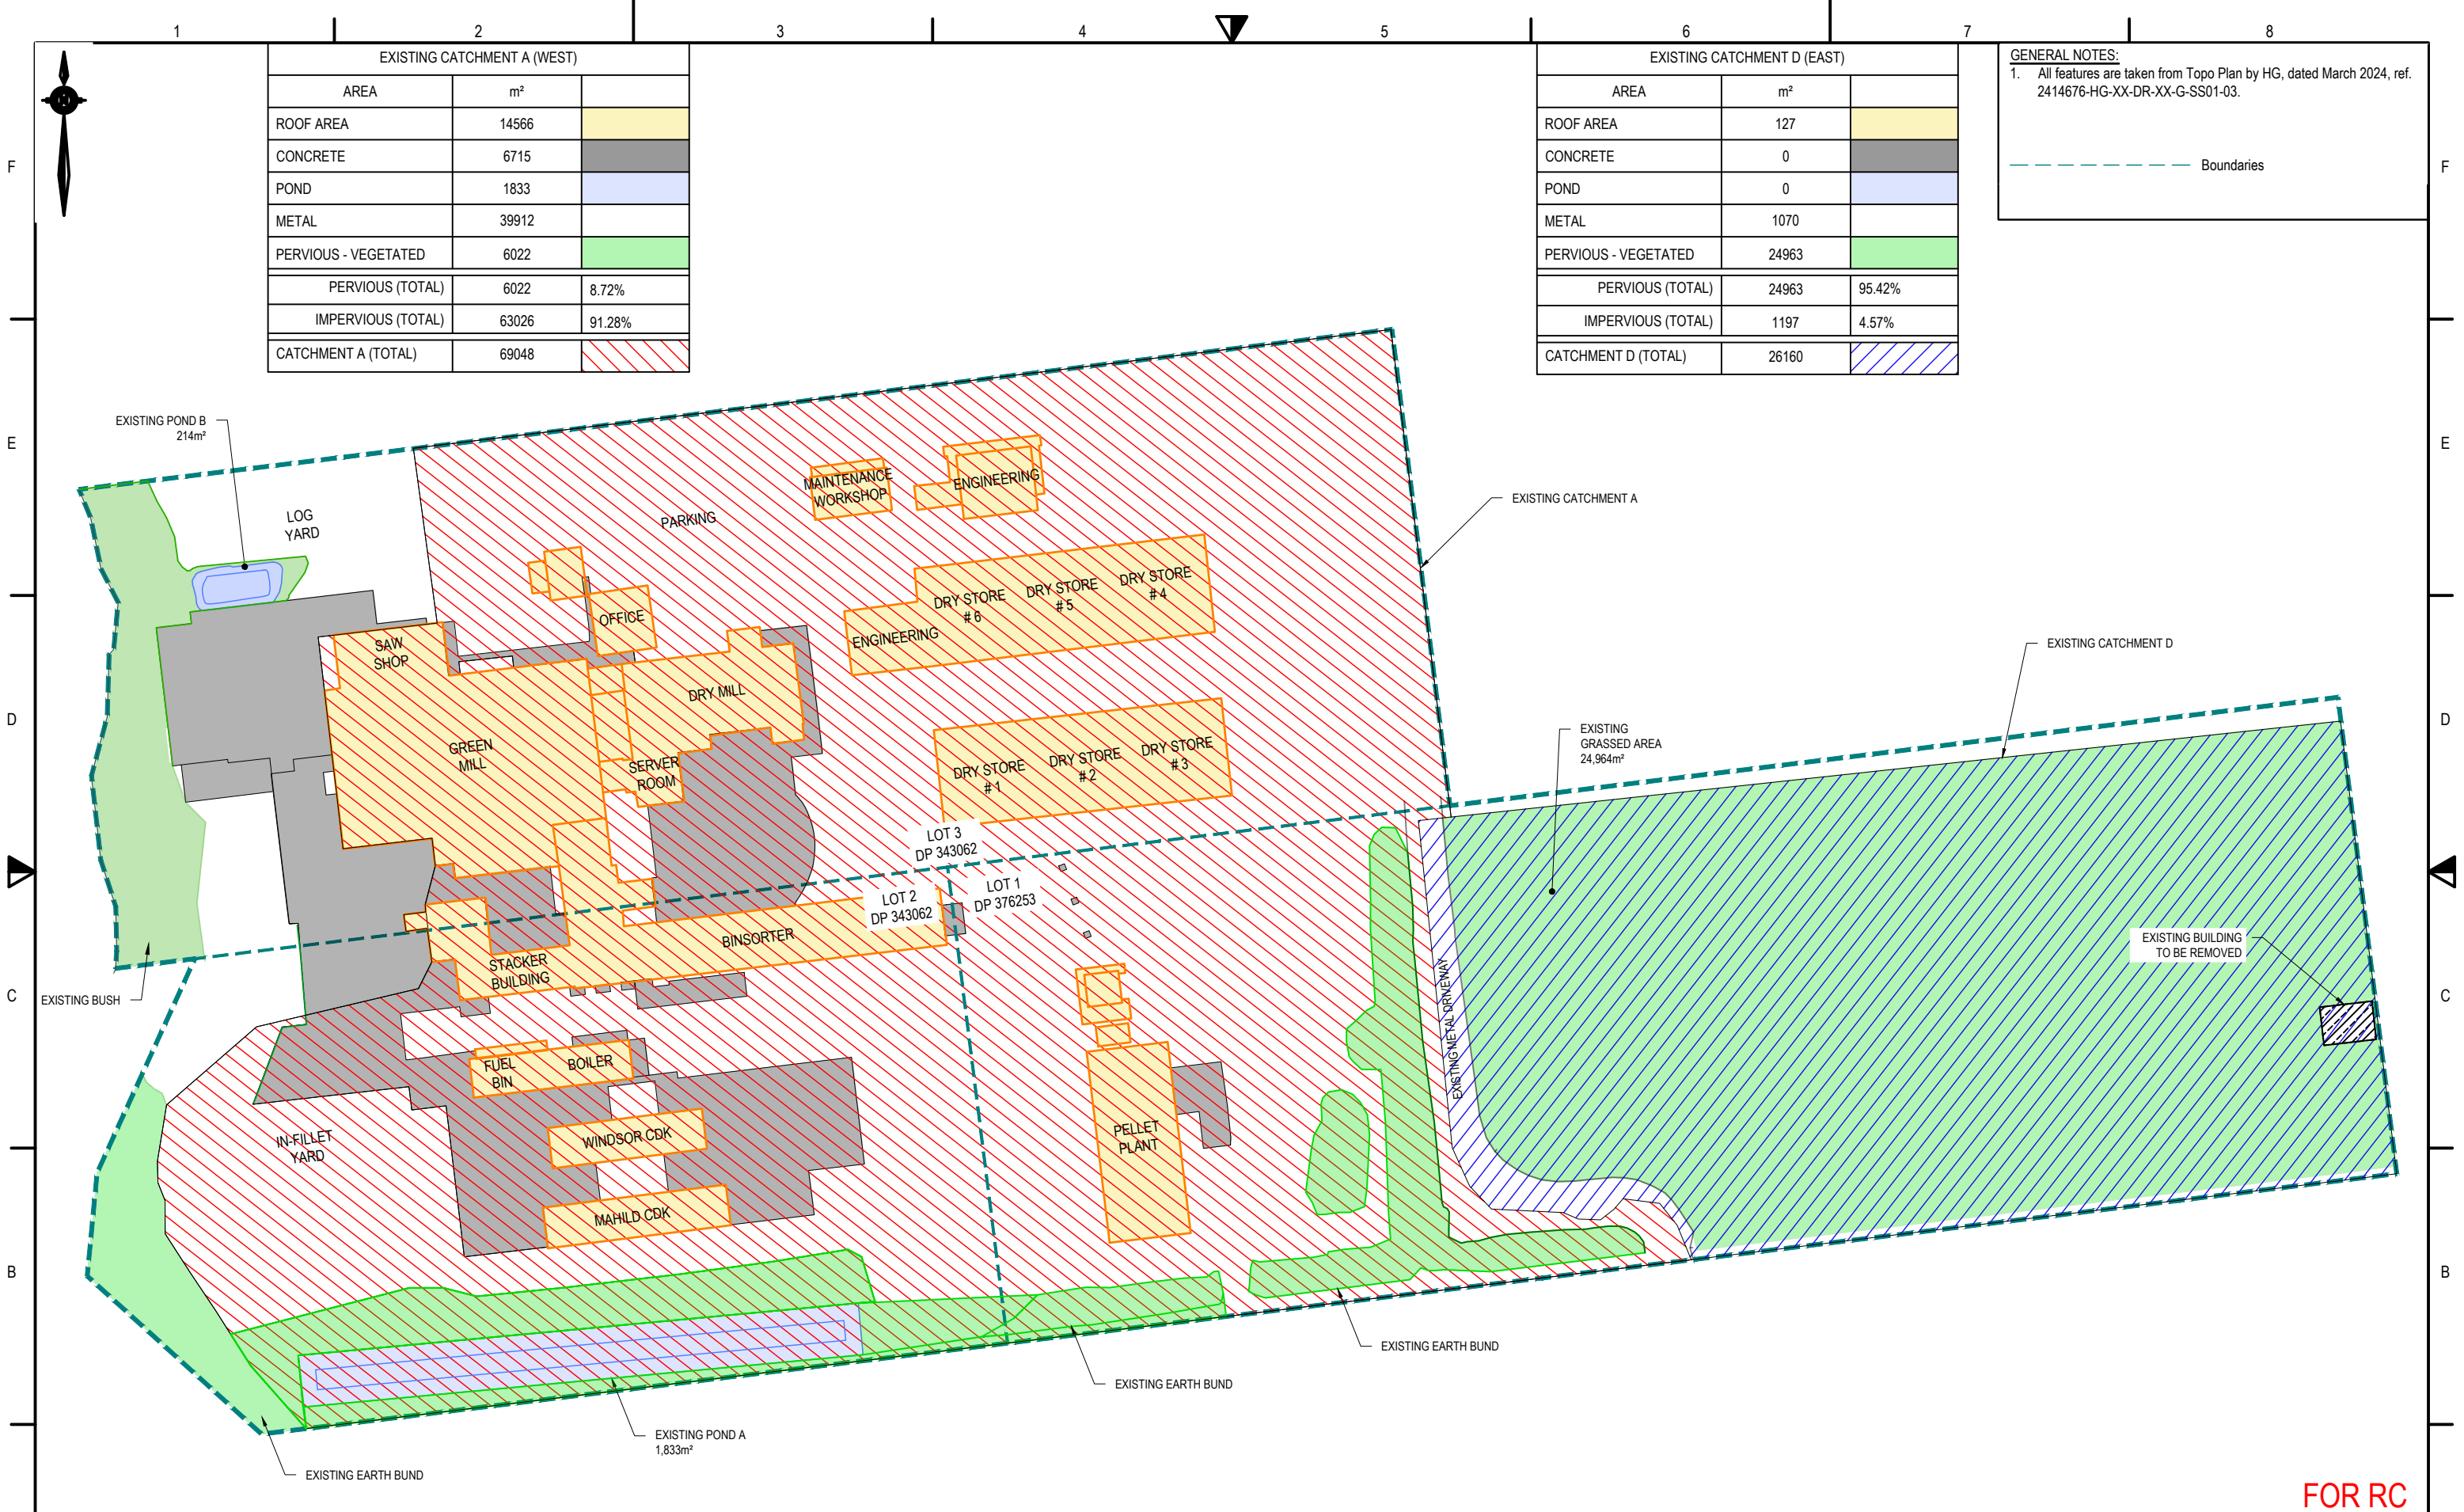 1 2 3 4 5 6 7 8
EXISTING CATCHMENT A (WEST)
AREA m²
ROOF AREA 14566
CONCRETE 6715
POND 1833
METAL 39912
PERVIOUS - VEGETATED 6022
PERVIOUS (TOTAL) 6022 8.72%
IMPERVIOUS (TOTAL) 63026 91.28%
CATCHMENT A (TOTAL) 69048
EXISTING CATCHMENT D (EAST)
AREA m²
ROOF AREA 127
CONCRETE 0
POND 0
METAL 1070
PERVIOUS - VEGETATED 24963
PERVIOUS (TOTAL) 24963 95.42%
IMPERVIOUS (TOTAL) 1197 4.57%
CATCHMENT D (TOTAL) 26160
GENERAL NOTES:
1. All features are taken from Topo Plan by HG, dated March 2024, ref.
2414676-HG-XX-DR-XX-G-SS01-03.
Boundaries
F F
E E
D D
C C
B B
EXISTING POND B
214m²
LOG
YARD
PARKING
MAINTENANCE
WORKSHOP
ENGINEERING
EXISTING CATCHMENT A
OFFICE
ENGINEERING
DRY STORE
# 6
DRY STORE
# 5
DRY STORE
# 4
SAW
SHOP
DRY MILL
GREEN
MILL
SERVER
ROOM
DRY STORE
# 1
DRY STORE
# 2
DRY STORE
# 3
EXISTING CATCHMENT D
EXISTING
GRASSED AREA
24,964m²
LOT 3
DP 343062
LOT 2
DP 343062
LOT 1
DP 376253
BINSORTER
STACKER
BUILDING
EXISTING BUSH
EXISTING METAL DRIVEWAY
EXISTING BUILDING
TO BE REMOVED
FUEL
BIN
BOILER
IN-FILLET
YARD
WINDSOR CDK
PELLET
PLANT
MAHILD CDK
EXISTING EARTH BUND
EXISTING EARTH BUND
EXISTING POND A
1,833m²
EXISTING EARTH BUND
FOR RC